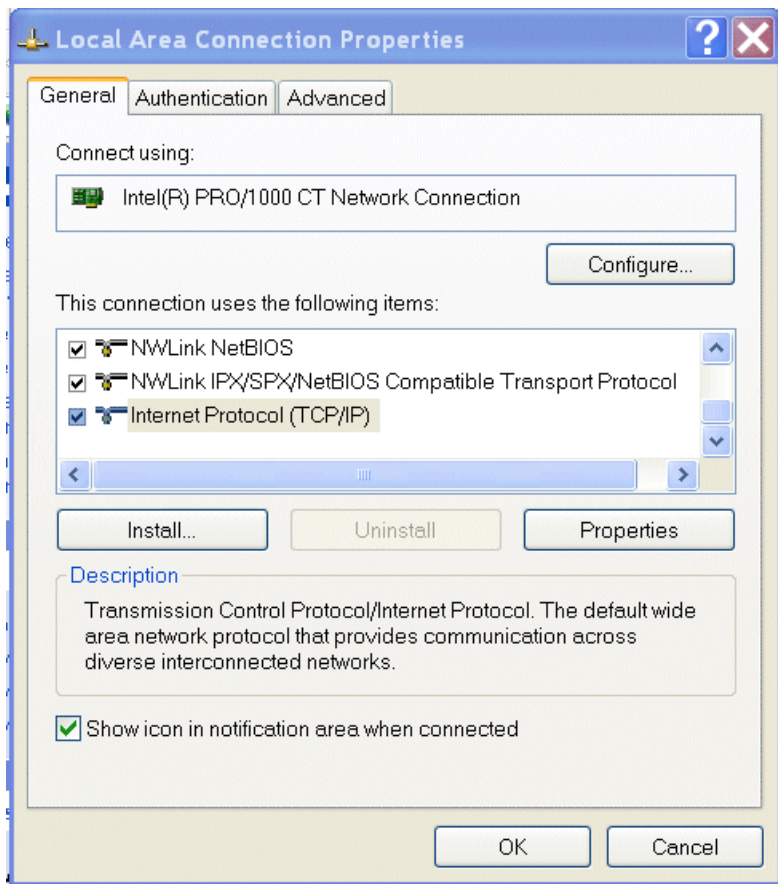 Local Area Connection Properties
General Authentication Advanced
Connect using:
Intel(R) PRO/1000 CT Network Connection
Configure...
This connection uses the following items:
NWLink NetBIOS
NWLink IPX/SPX/NetBIOS Compatible Transport Protocol
Internet Protocol (TCP/IP)
Install... Uninstall Properties
Description
Transmission Control Protocol/Internet Protocol. The default wide
area network protocol that provides communication across
diverse interconnected networks.
Show icon in notification area when connected
OK Cancel